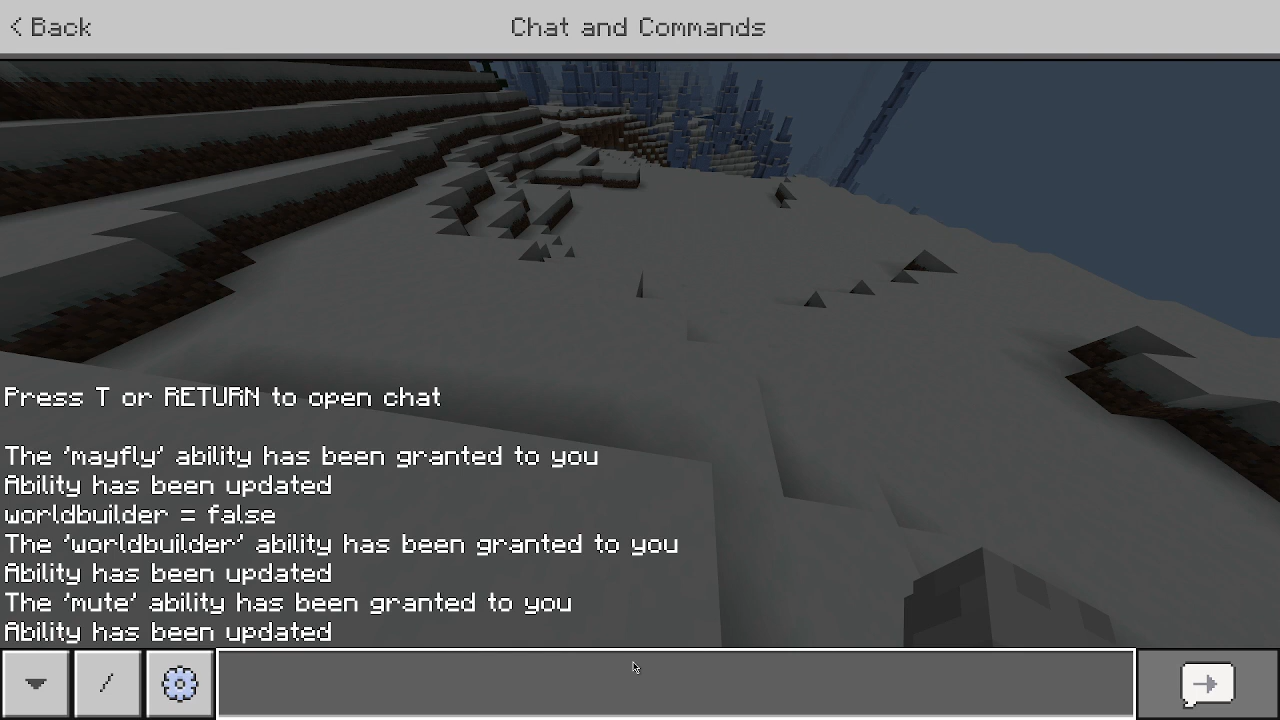 < Back
Chat and Commands
Press T or RETURN to open chat
The 'mayfly' ability has been granted to you
Ability has been updated
worldbuilder = false
The 'worldbuilder' ability has been granted to you
Ability has been updated
The 'mute' ability has been granted to you
Ability has been updated
/